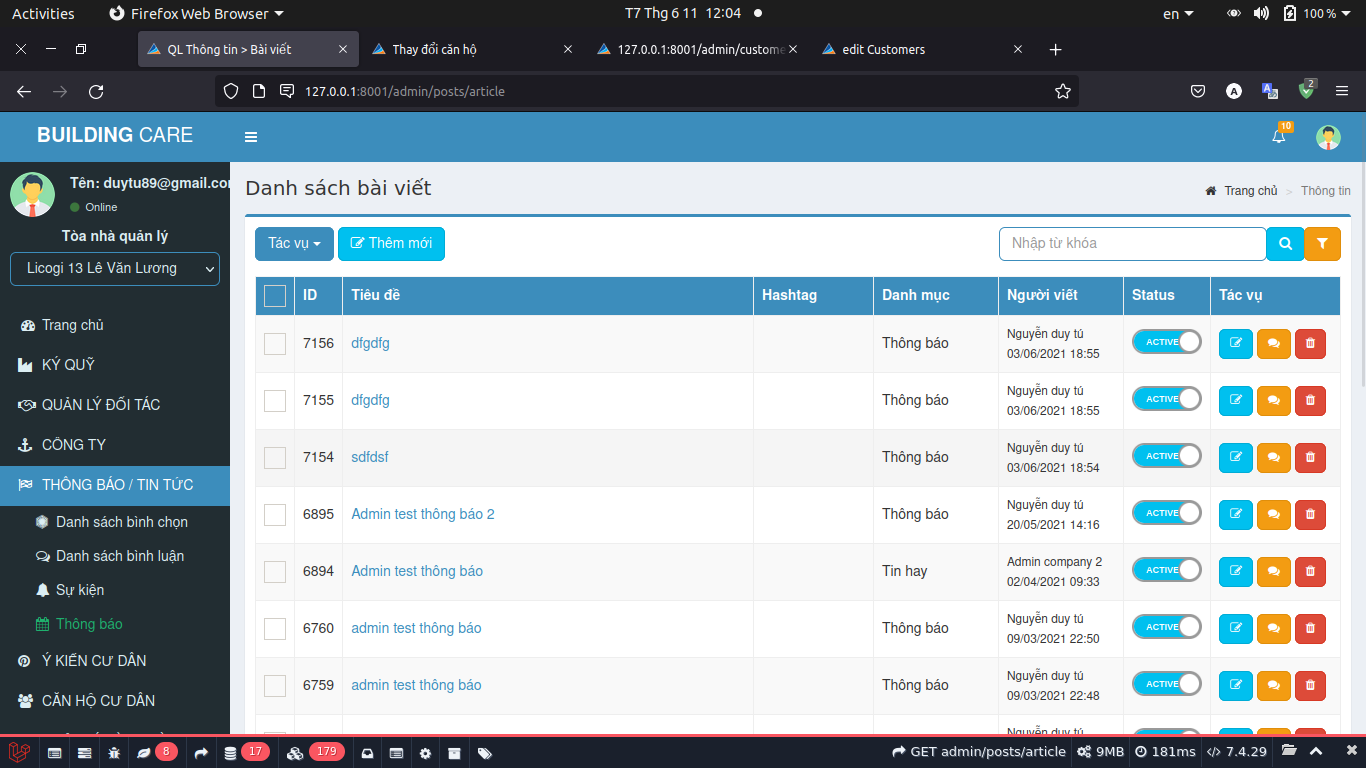 Activities Firefox Web Browser T7 Thg 6 11 12:04 en 100 %
QL Thông tin > Bài viết Thay đổi căn hộ 127.0.0.1:8001/admin/custome edit Customers
127.0.0.1:8001/admin/posts/article 2
BUILDING CARE 10
Tên: duytu89@gmail.co
Online
Tòa nhà quản lý
Licogi 13 Lê Văn Lương
Trang chủ
KÝ QUỸ
QUẢN LÝ ĐỐI TÁC
CÔNG TY
THÔNG BÁO / TIN TỨC
Danh sách bình chọn
Danh sách bình luận
Sự kiện
Thông báo
Ý KIẾN CƯ DÂN
CĂN HỘ CƯ DÂN
Danh sách bài viết Trang chủ > Thông tin
Tác vụ Thêm mới Nhập từ khóa
ID Tiêu đề Hashtag Danh mục Người viết Status Tác vụ
7156 dfgdfg Thông báo Nguyễn duy tú 03/06/2021 18:55 ACTIVE
7155 dfgdfg Thông báo Nguyễn duy tú 03/06/2021 18:55 ACTIVE
7154 sdfdsf Thông báo Nguyễn duy tú 03/06/2021 18:54 ACTIVE
6895 Admin test thông báo 2 Thông báo Nguyễn duy tú 20/05/2021 14:16 ACTIVE
6894 Admin test thông báo Tin hay Admin company 2 02/04/2021 09:33 ACTIVE
6760 admin test thông báo Thông báo Nguyễn duy tú 09/03/2021 22:50 ACTIVE
6759 admin test thông báo Thông báo Nguyễn duy tú 09/03/2021 22:48 ACTIVE
8 17 179 GET admin/posts/article 9MB 181ms 7.4.29